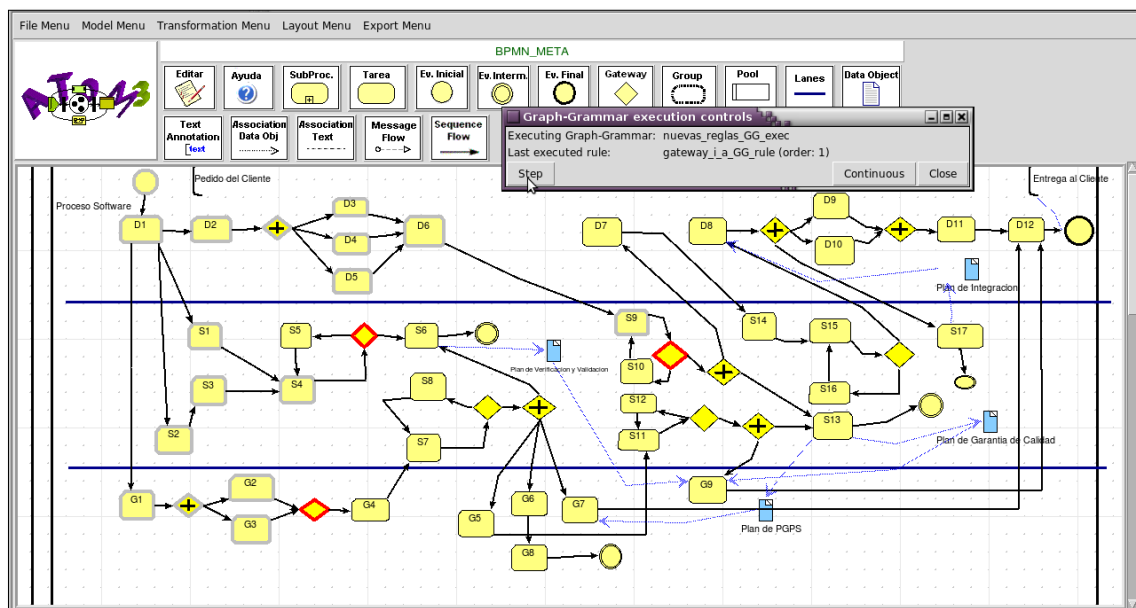 File Menu Model Menu Transformation Menu Layout Menu Export Menu
BPMN_META
ATOM3
Editar Ayuda SubProc. Tarea Ev. Inicial Ev. Interm. Ev. Final Gateway Group Pool Lanes Data Object
Text Annotation Association Data Obj Association Text Message Flow Sequence Flow
[text
Graph-Grammar execution controls
Executing Graph-Grammar: nuevas_reglas_GG_exec
Last executed rule: gateway_i_a_GG_rule (order: 1)
Step Continuous Close
Pedido del Cliente Entrega al Cliente
Proceso Software
D1 D2 D3 D4 D5 D6 D7 D8 D9 D10 D11 D12
Plan de Integracion
S1 S5 S6 S9 S14 S15 S17
Plan de Verificacion y Validacion
S3 S4 S8 S10 S16
S2 S7 S12 S11 S13
Plan de Garantia de Calidad
G1 G2 G3 G4 G5 G6 G7 G9
Plan de PGPS
G8